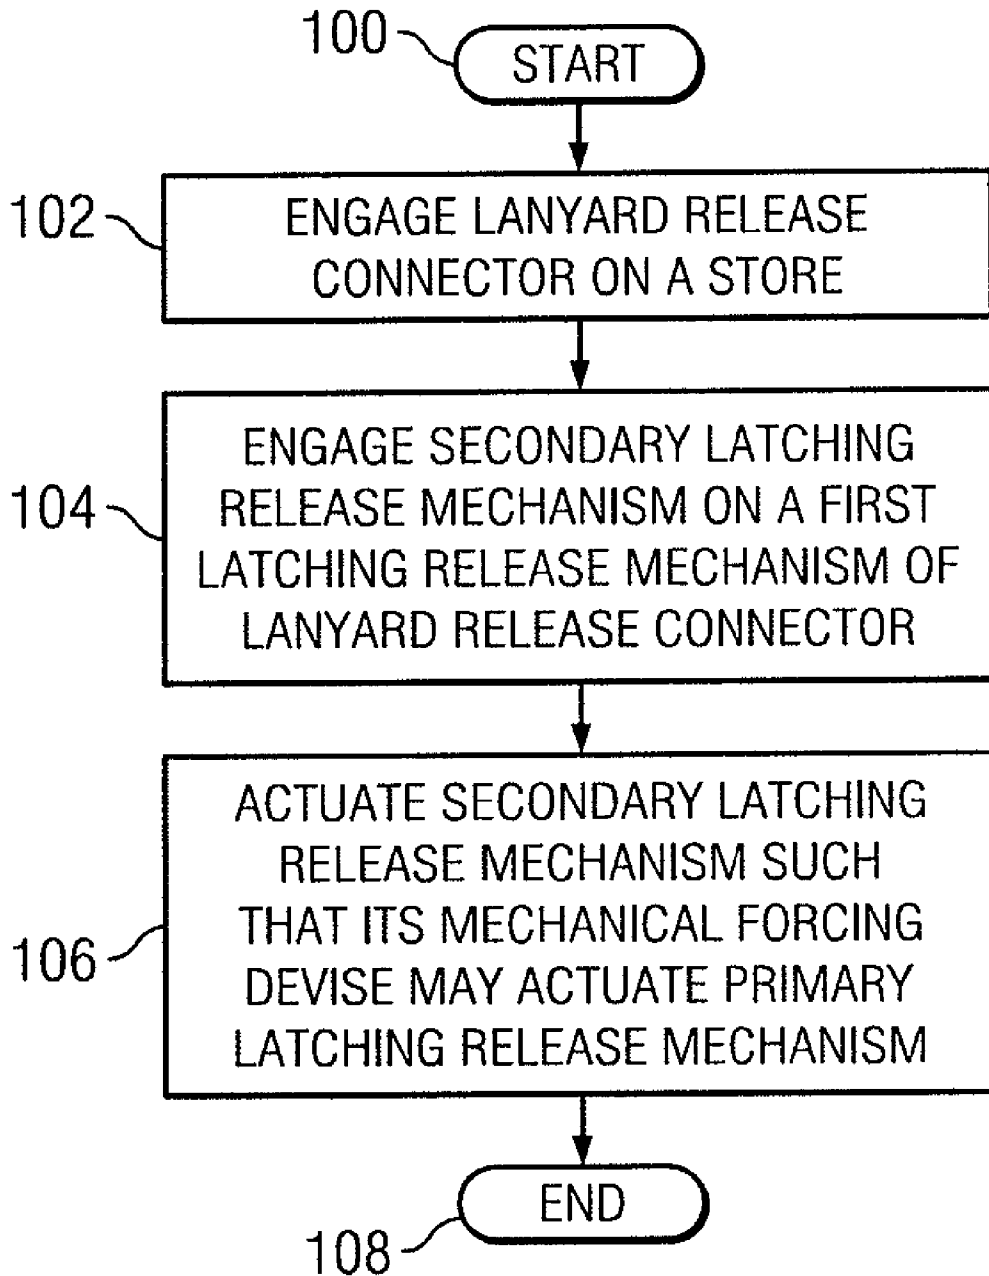 100
START
102
ENGAGE LANYARD RELEASE
CONNECTOR ON A STORE
104
ENGAGE SECONDARY LATCHING
RELEASE MECHANISM ON A FIRST
LATCHING RELEASE MECHANISM OF
LANYARD RELEASE CONNECTOR
106
ACTUATE SECONDARY LATCHING
RELEASE MECHANISM SUCH
THAT ITS MECHANICAL FORCING
DEVISE MAY ACTUATE PRIMARY
LATCHING RELEASE MECHANISM
END
108